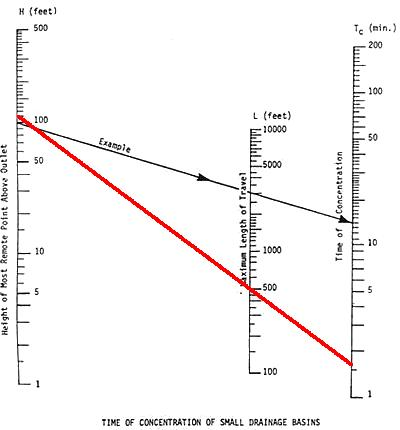 H (feet)
500
100
50
10
5
1
Height of Most Remote Point Above Outlet
Example
L (feet)
10000
5000
1000
500
100
Maximum Length of Travel
Tc (min.)
200
100
50
10
5
1
Time of Concentration
TIME OF CONCENTRATION OF SMALL DRAINAGE BASINS